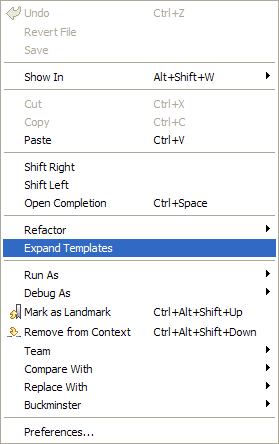 Undo Ctrl+Z
Revert File
Save
Show In Alt+Shift+W
Cut Ctrl+X
Copy Ctrl+C
Paste Ctrl+V
Shift Right
Shift Left
Open Completion Ctrl+Space
Refactor
Expand Templates
Run As
Debug As
Mark as Landmark Ctrl+Alt+Shift+Up
Remove from Context Ctrl+Alt+Shift+Down
Team
Compare With
Replace With
Buckminster
Preferences...